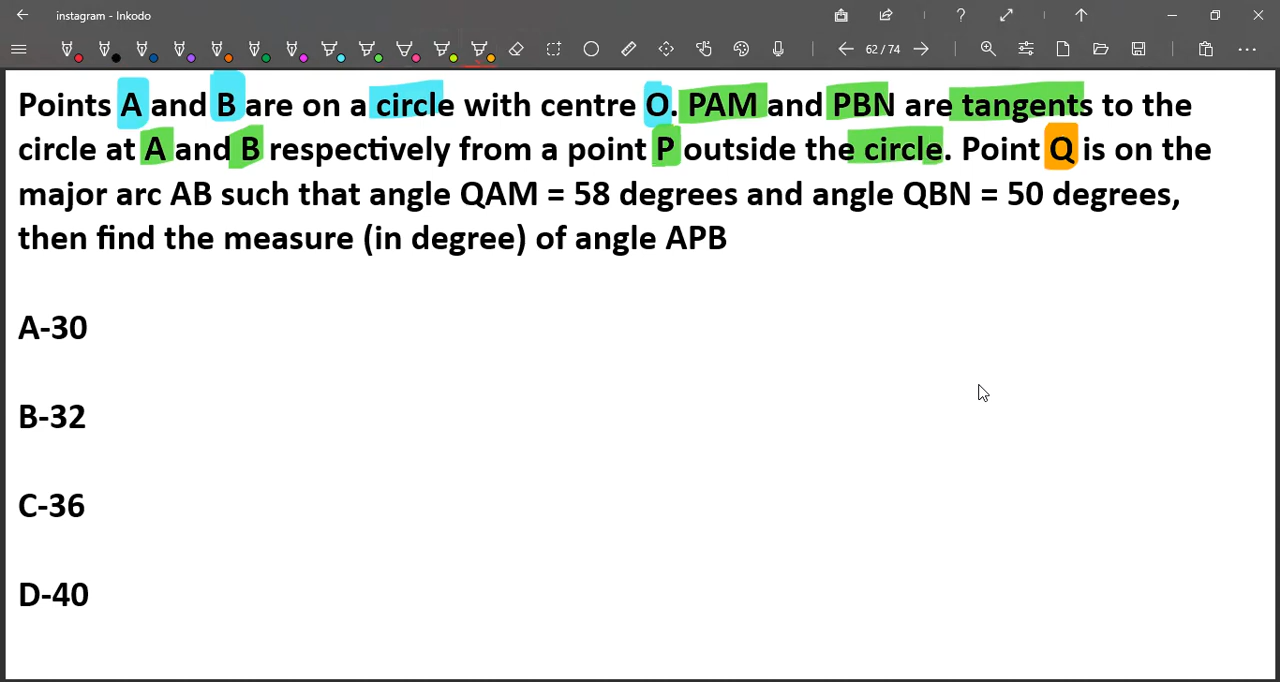 instagram - Inkodo
62 / 74
Points A and B are on a circle with centre O. PAM and PBN are tangents to the
circle at A and B respectively from a point P outside the circle. Point Q is on the
major arc AB such that angle QAM = 58 degrees and angle QBN = 50 degrees,
then find the measure (in degree) of angle APB
A-30
B-32
C-36
D-40